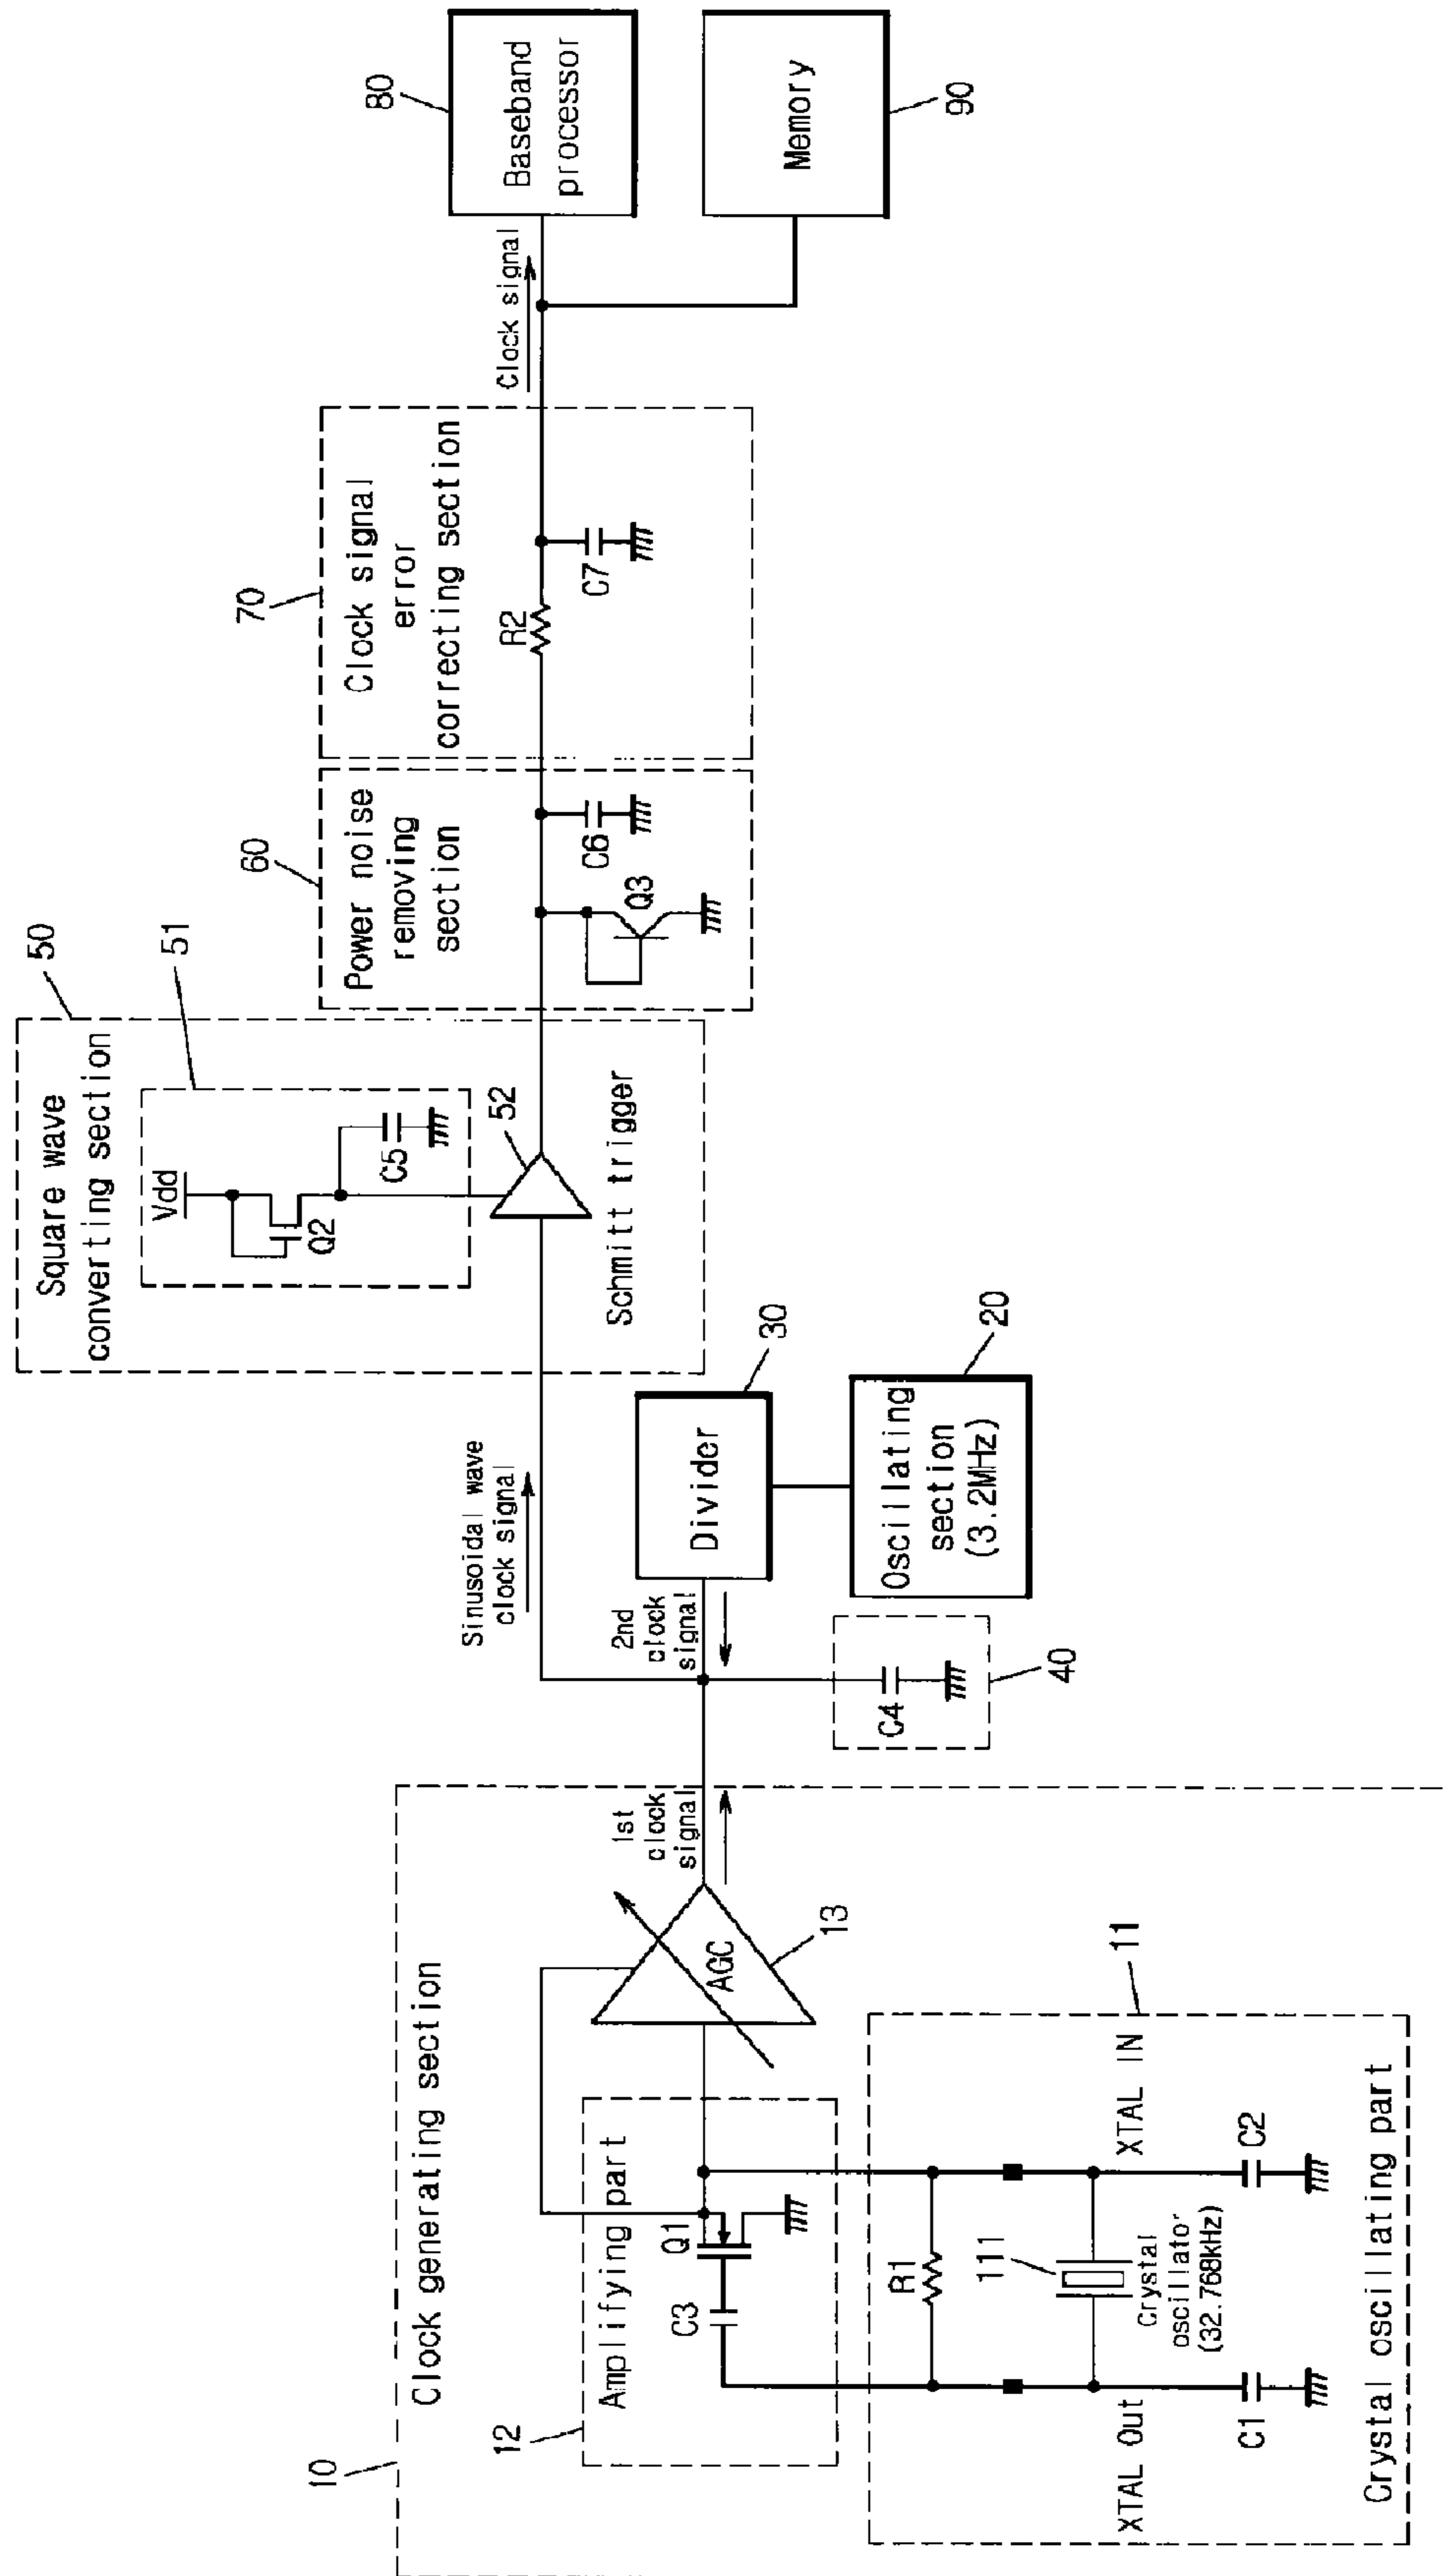 10
Clock generating section
12
Amplifying part
C3
Q1
AGC
13
1st
clock
signal
R1
111
Crystal
oscillator
(32.768kHz)
XTAL Out
XTAL IN
C1
C2
11
Crystal oscillating part
Sinusoidal wave
clock signal
2nd
clock
signal
Divider
30
C4
40
Oscillating
section
(3.2MHz)
20
50
Square wave
converting section
51
Vdd
Q2
C5
52
Schmitt trigger
60
Power noise
removing
section
Q3
C6
70
Clock signal
error
correcting section
R2
C7
Clock signal
80
Baseband
processor
Memory
90